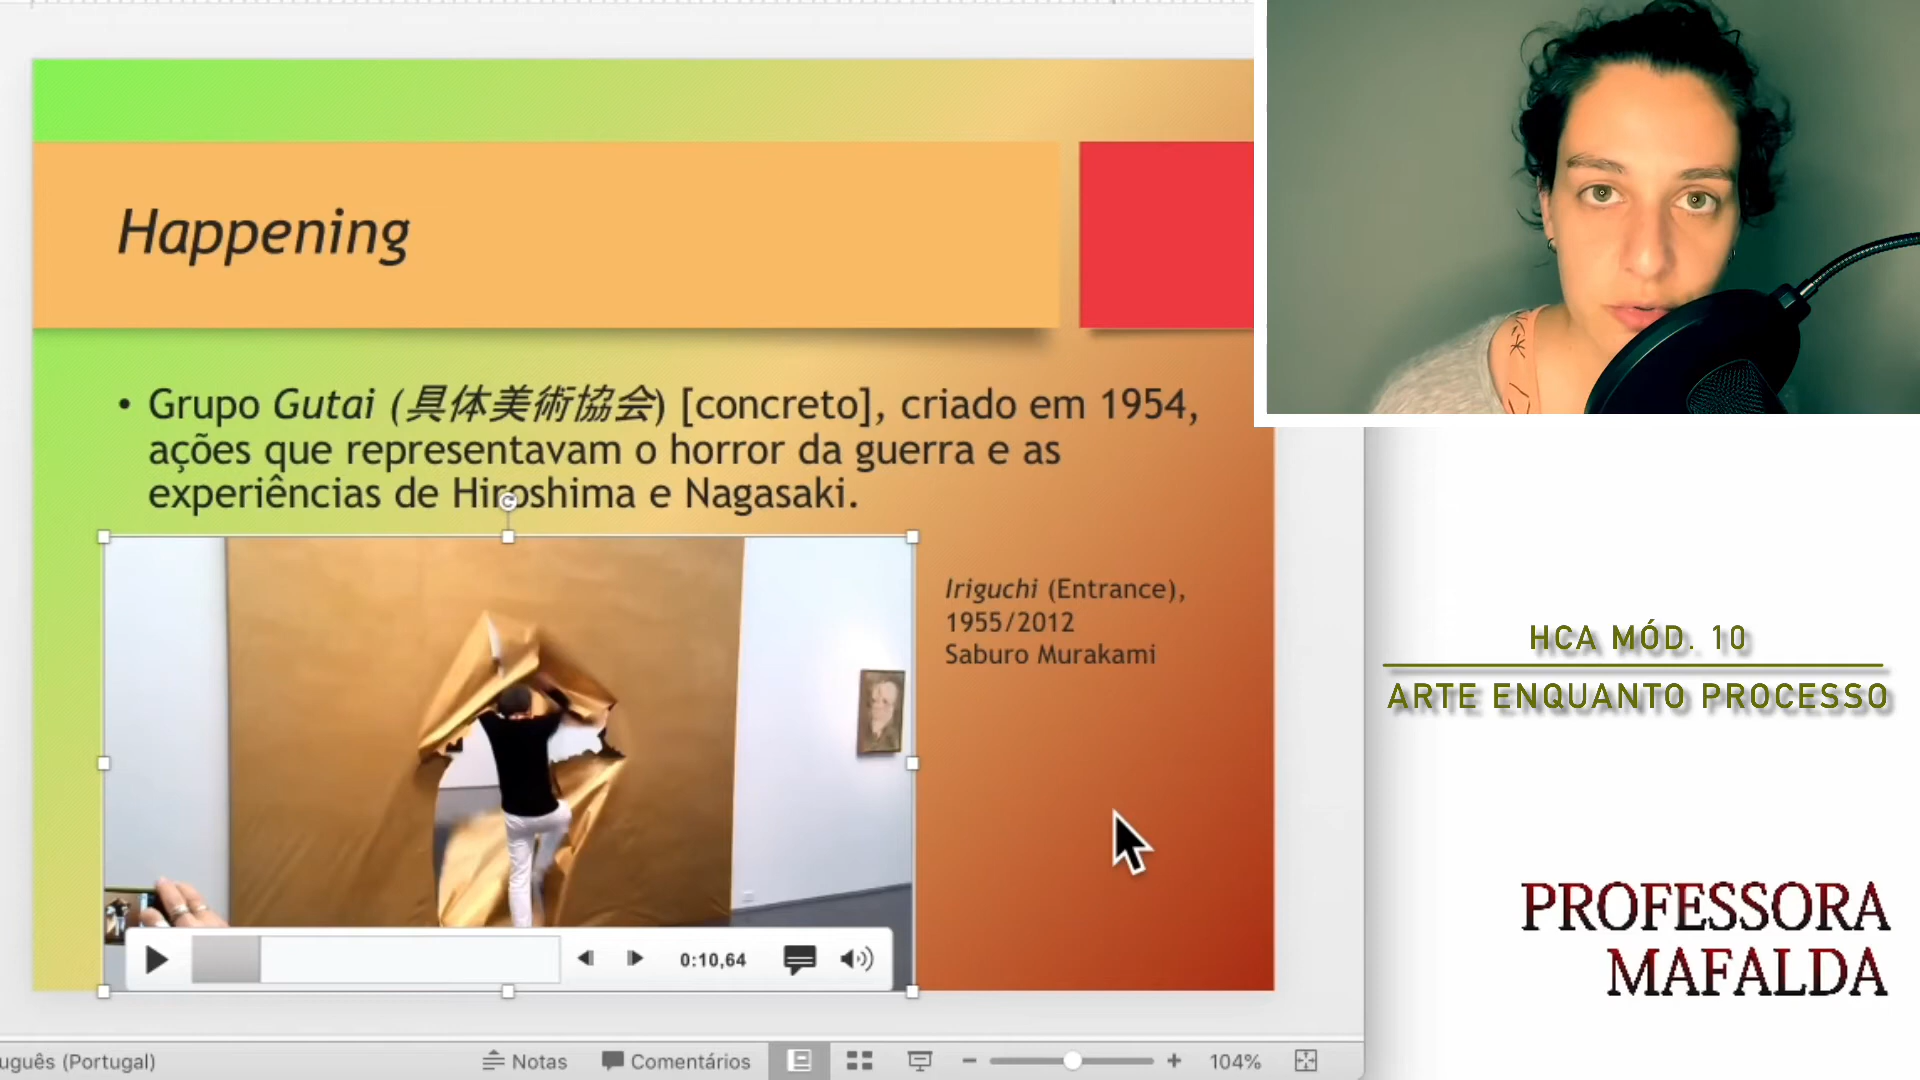 Happening
• Grupo Gutai (具体美術協会) [concreto], criado em 1954,
ações que representavam o horror da guerra e as
experiências de Hiroshima e Nagasaki.
Iriguchi (Entrance),
1955/2012
Saburo Murakami
0:10,64
HCA MÓD. 10
ARTE ENQUANTO PROCESSO
PROFESSORA
MAFALDA
uguês (Portugal)
Notas
Comentários
104%